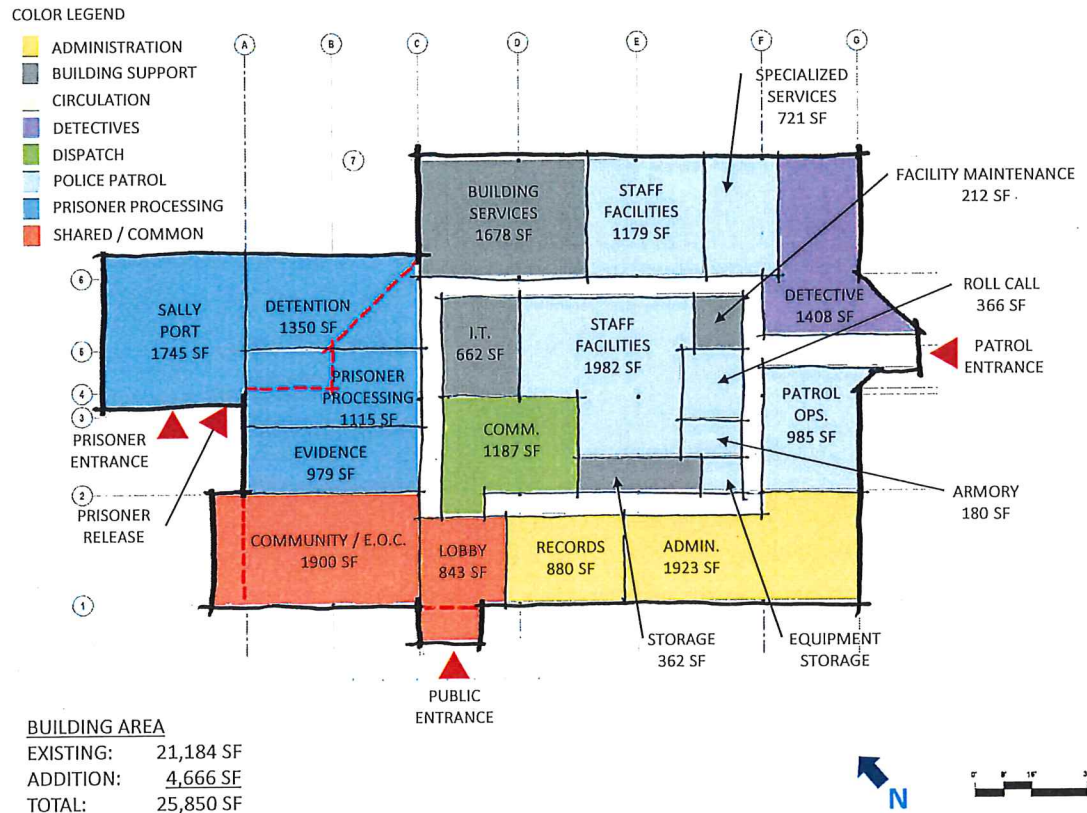 COLOR LEGEND
ADMINISTRATION
BUILDING SUPPORT
CIRCULATION
DETECTIVES
DISPATCH
POLICE PATROL
PRISONER PROCESSING
SHARED / COMMON
A
B
C
D
E
F
G
7
6
5
4
3
2
1
SPECIALIZED
SERVICES
721 SF
FACILITY MAINTENANCE
212 SF
ROLL CALL
366 SF
PATROL
ENTRANCE
ARMORY
180 SF
BUILDING
SERVICES
1678 SF
STAFF
FACILITIES
1179 SF
DETECTIVE
1408 SF
SALLY
PORT
1745 SF
DETENTION
1350 SF
I.T.
662 SF
STAFF
FACILITIES
1982 SF
PRISONER
PROCESSING
1115 SF
PATROL
OPS.
985 SF
COMM.
1187 SF
EVIDENCE
979 SF
PRISONER
ENTRANCE
PRISONER
RELEASE
COMMUNITY / E.O.C.
1900 SF
LOBBY
843 SF
RECORDS
880 SF
ADMIN.
1923 SF
STORAGE
362 SF
EQUIPMENT
STORAGE
PUBLIC
ENTRANCE
BUILDING AREA
EXISTING: 21,184 SF
ADDITION: 4,666 SF
TOTAL: 25,850 SF
N
0 8' 16'